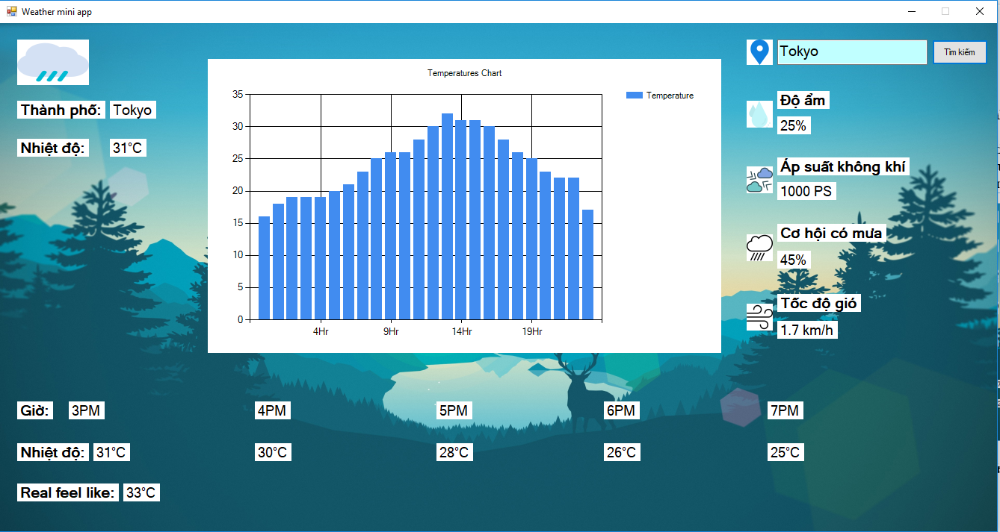 Weather mini app
Tokyo
Tìm kiếm
Thành phố: Tokyo
Nhiệt độ: 31°C
Temperatures Chart
Temperature
35
30
25
20
15
10
5
0
4Hr 9Hr 14Hr 19Hr
Độ ẩm
25%
Áp suất không khí
1000 PS
Cơ hội có mưa
45%
Tốc độ gió
1.7 km/h
Giờ: 3PM 4PM 5PM 6PM 7PM
Nhiệt độ: 31°C 30°C 28°C 26°C 25°C
Real feel like: 33°C